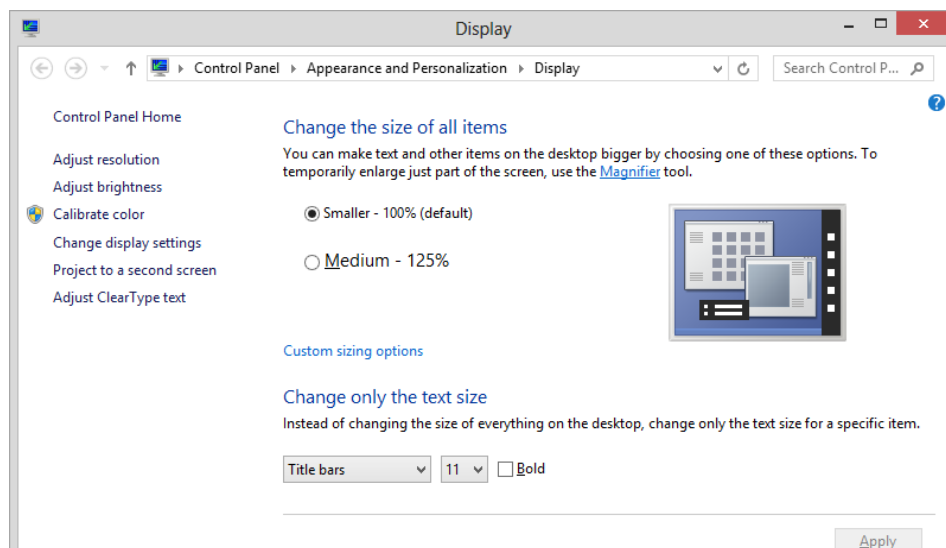 Display
Control Panel Appearance and Personalization Display
Search Control P...
Control Panel Home
Adjust resolution
Adjust brightness
Calibrate color
Change display settings
Project to a second screen
Adjust ClearType text
Change the size of all items
You can make text and other items on the desktop bigger by choosing one of these options. To
temporarily enlarge just part of the screen, use the Magnifier tool.
Smaller - 100% (default)
Medium - 125%
Custom sizing options
Change only the text size
Instead of changing the size of everything on the desktop, change only the text size for a specific item.
Title bars 11 Bold
Apply